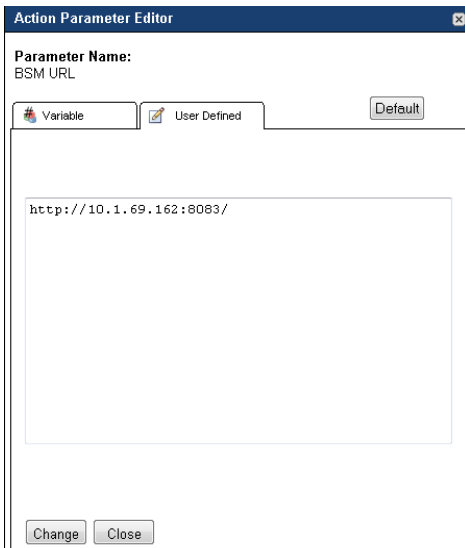 Action Parameter Editor
Parameter Name:
BSM URL
Variable User Defined Default
http://10.1.69.162:8083/
Change Close